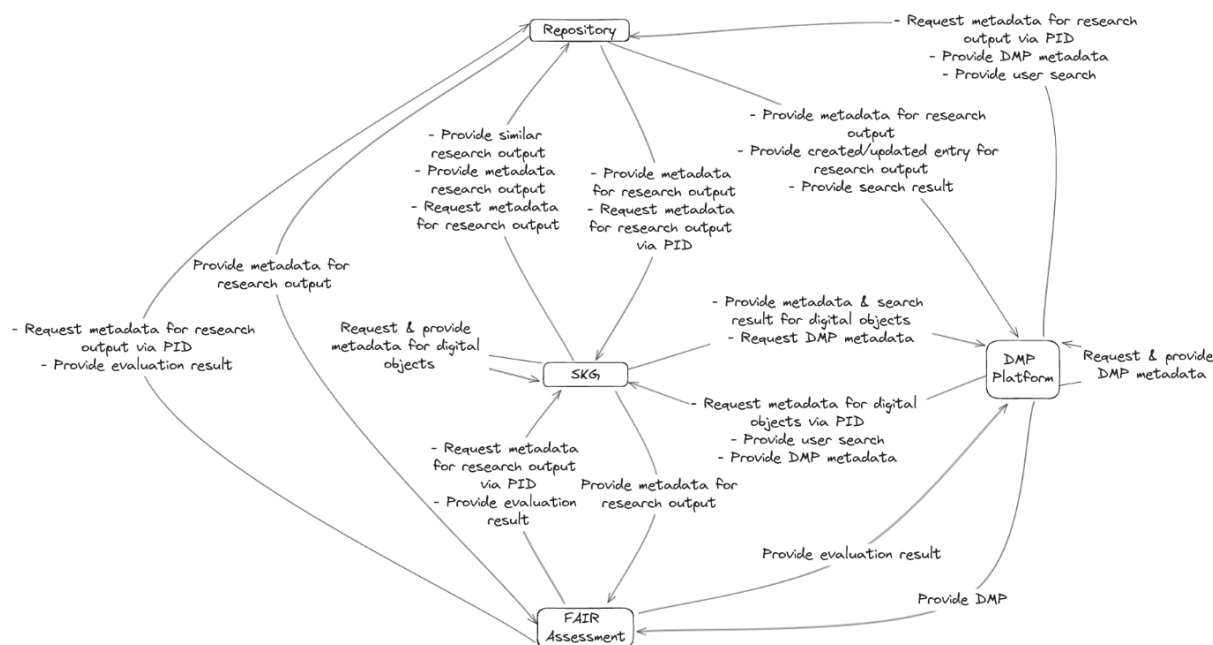 Repository
- Request metadata for research
output via PID
- Provide DMP metadata
- Provide user search
- Provide similar
research output
- Provide metadata
research output
- Request metadata
for research output
- Provide metadata
for research output
- Request metadata
for research output
via PID
- Provide metadata for research
output
- Provide created/updated entry for
research output
- Provide search result
Provide metadata for
research output
- Request metadata for research
output via PID
- Provide evaluation result
Request & provide
metadata for digital
objects
SKG
- Provide metadata & search
result for digital objects
- Request DMP metadata
DMP
Platform
Request & provide
DMP metadata
- Request metadata for digital
objects via PID
- Provide user search
- Provide DMP metadata
- Request metadata
for research output
via PID
- Provide evaluation
result
Provide metadata for
research output
Provide evaluation result
Provide DMP
FAIR
Assessment